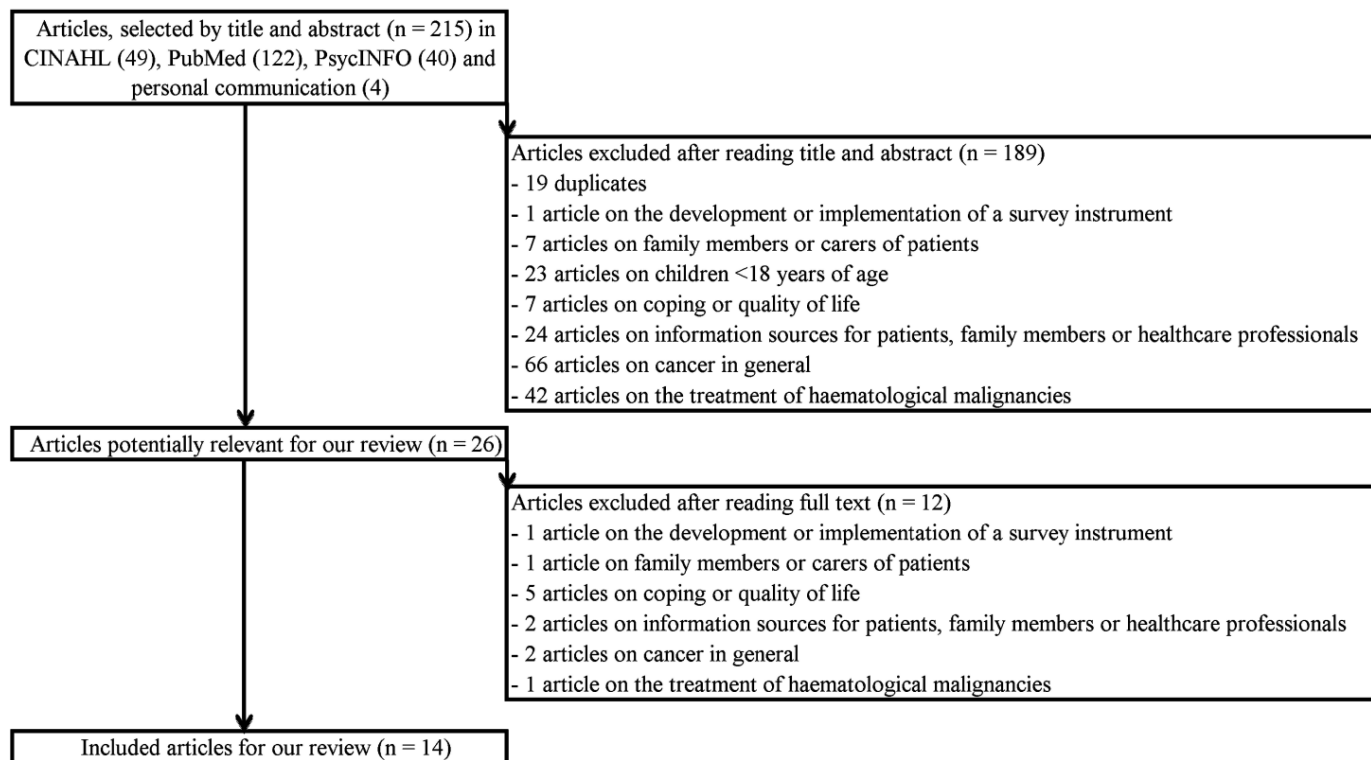 Articles, selected by title and abstract (n = 215) in
CINAHL (49), PubMed (122), PsycINFO (40) and
personal communication (4)
Articles excluded after reading title and abstract (n = 189)
- 19 duplicates
- 1 article on the development or implementation of a survey instrument
- 7 articles on family members or carers of patients
- 23 articles on children <18 years of age
- 7 articles on coping or quality of life
- 24 articles on information sources for patients, family members or healthcare professionals
- 66 articles on cancer in general
- 42 articles on the treatment of haematological malignancies
Articles potentially relevant for our review (n = 26)
Articles excluded after reading full text (n = 12)
- 1 article on the development or implementation of a survey instrument
- 1 article on family members or carers of patients
- 5 articles on coping or quality of life
- 2 articles on information sources for patients, family members or healthcare professionals
- 2 articles on cancer in general
- 1 article on the treatment of haematological malignancies
Included articles for our review (n = 14)